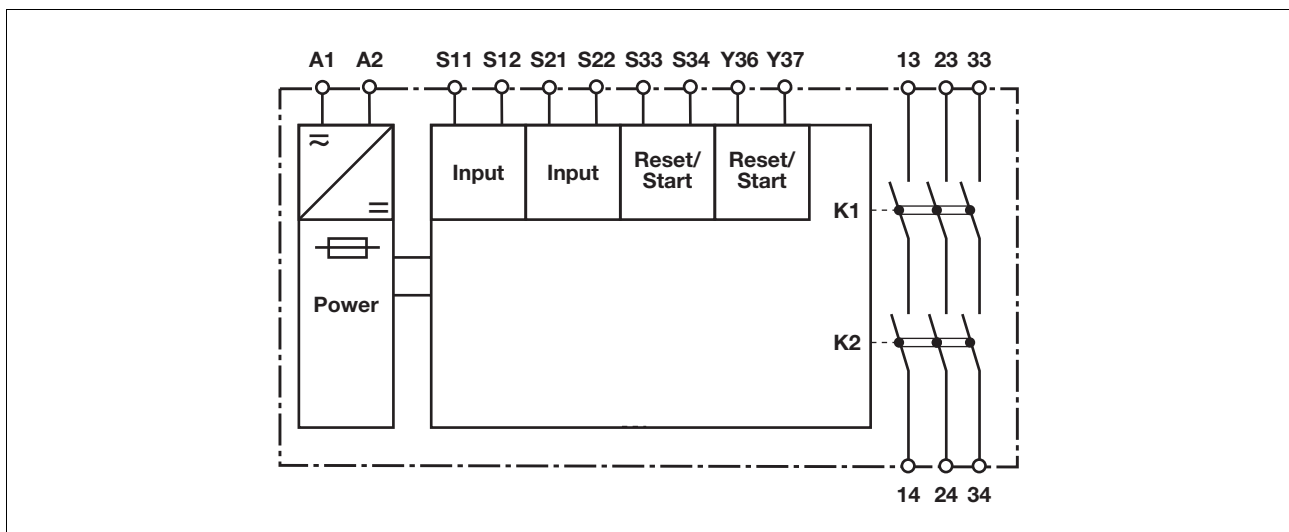 A1 A2 S11 S12 S21 S22 S33 S34 Y36 Y37 13 23 33
Input Input Reset/ Reset/
Start Start
K1
Power
K2
14 24 34